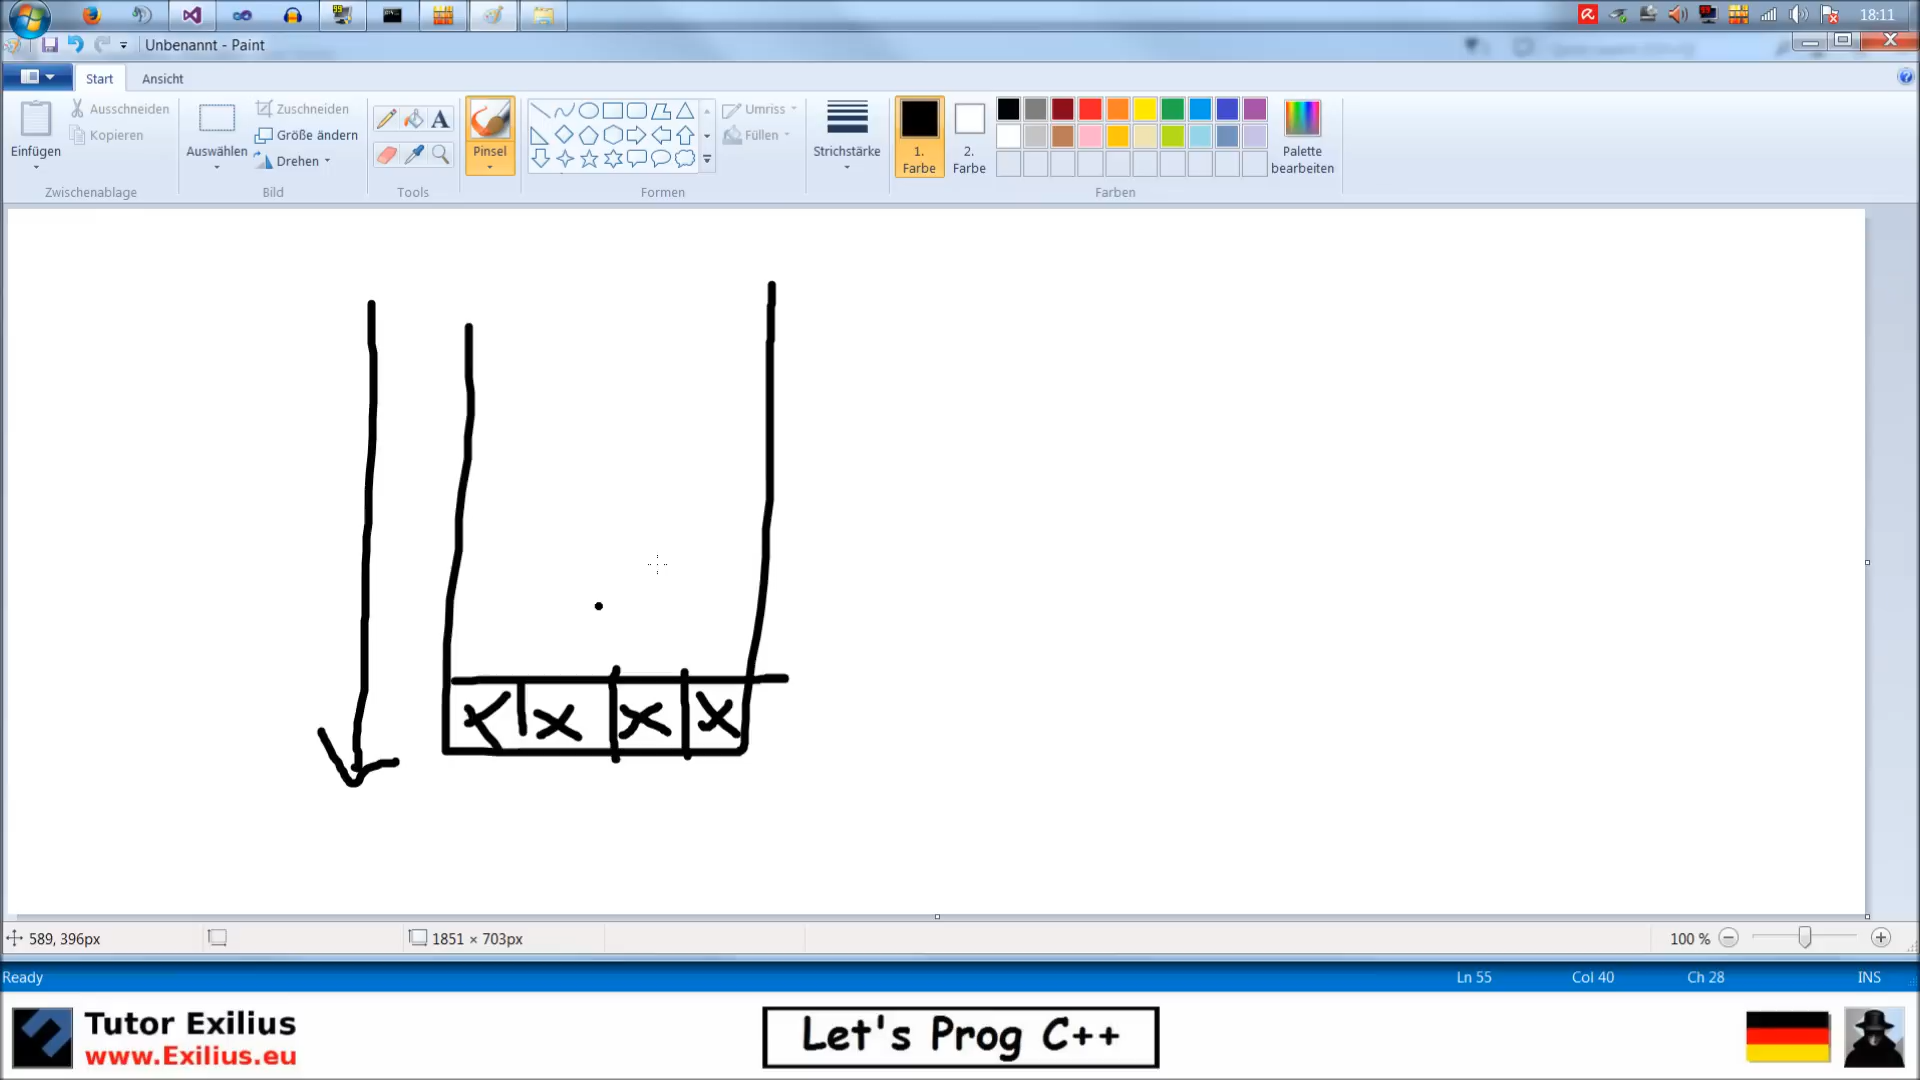 18:11
Unbenannt - Paint
Start Ansicht
Einfügen
Ausschneiden
Kopieren
Zwischenablage
Auswählen
Zuschneiden
Größe ändern
Drehen
Bild
A
Tools
Pinsel
Formen
Umriss
Füllen
Strichstärke
1.
Farbe
2.
Farbe
Farben
Palette
bearbeiten
x x x x
589, 396px
1851 × 703px
100 %
Ready
Ln 55
Col 40
Ch 28
INS
Tutor Exilius
www.Exilius.eu
Let's Prog C++